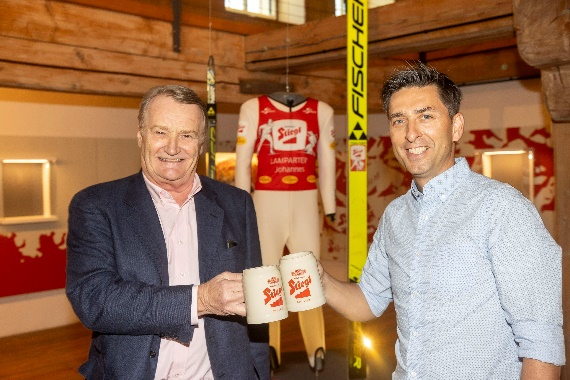 FISCHER
Stiegl
LAMPARTER
Johannes
Stiegl
Stiegl